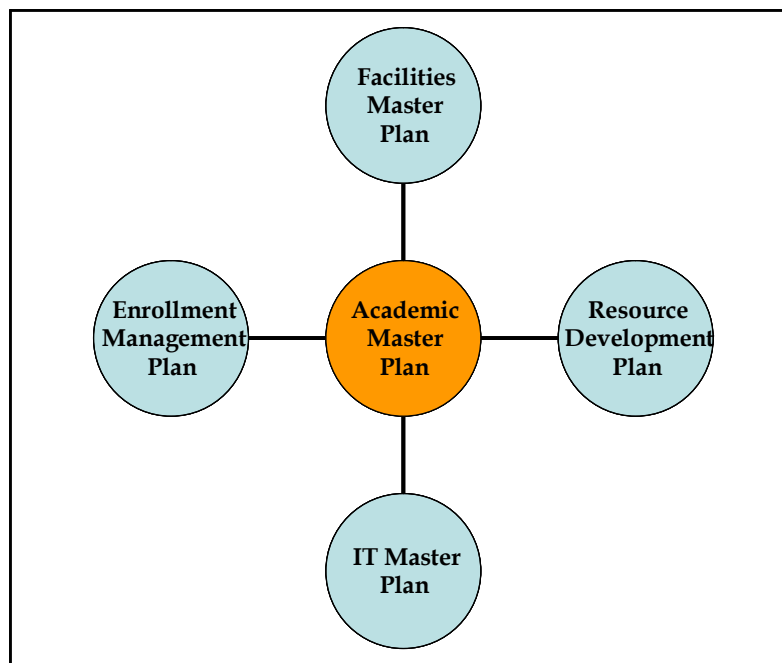 Facilities
Master
Plan
Enrollment
Management
Plan
Academic
Master
Plan
Resource
Development
Plan
IT Master
Plan